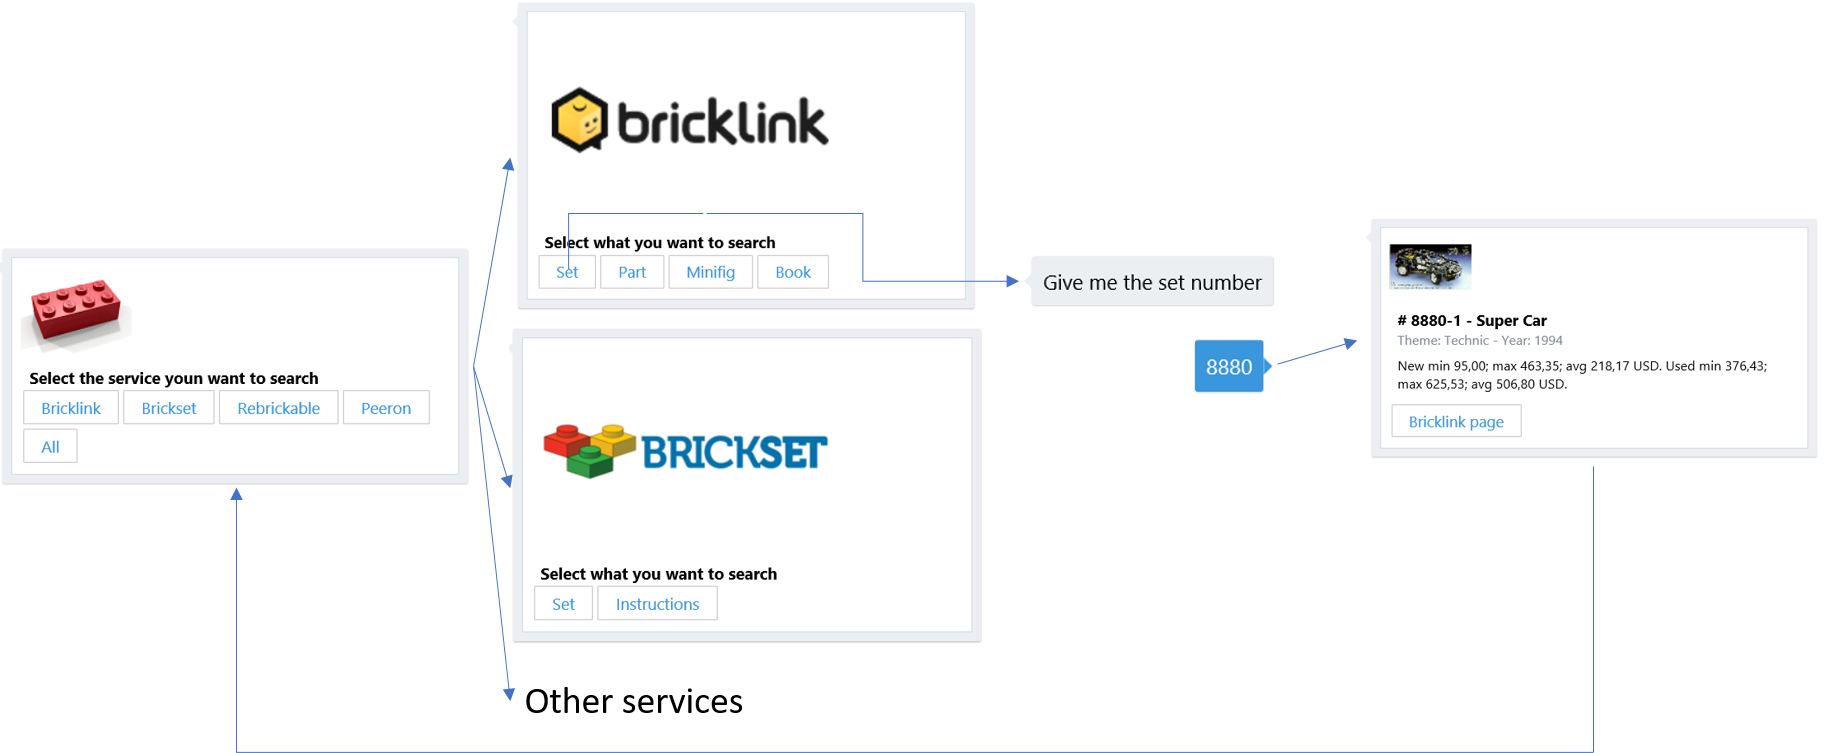 Select the service youn want to search
Bricklink Brickset Rebrickable Peeron
All
bricklink
Select what you want to search
Set Part Minifig Book
BRICKSET
Select what you want to search
Set Instructions
Other services
Give me the set number
8880
# 8880-1 - Super Car
Theme: Technic - Year: 1994
New min 95,00; max 463,35; avg 218,17 USD. Used min 376,43;
max 625,53; avg 506,80 USD.
Bricklink page